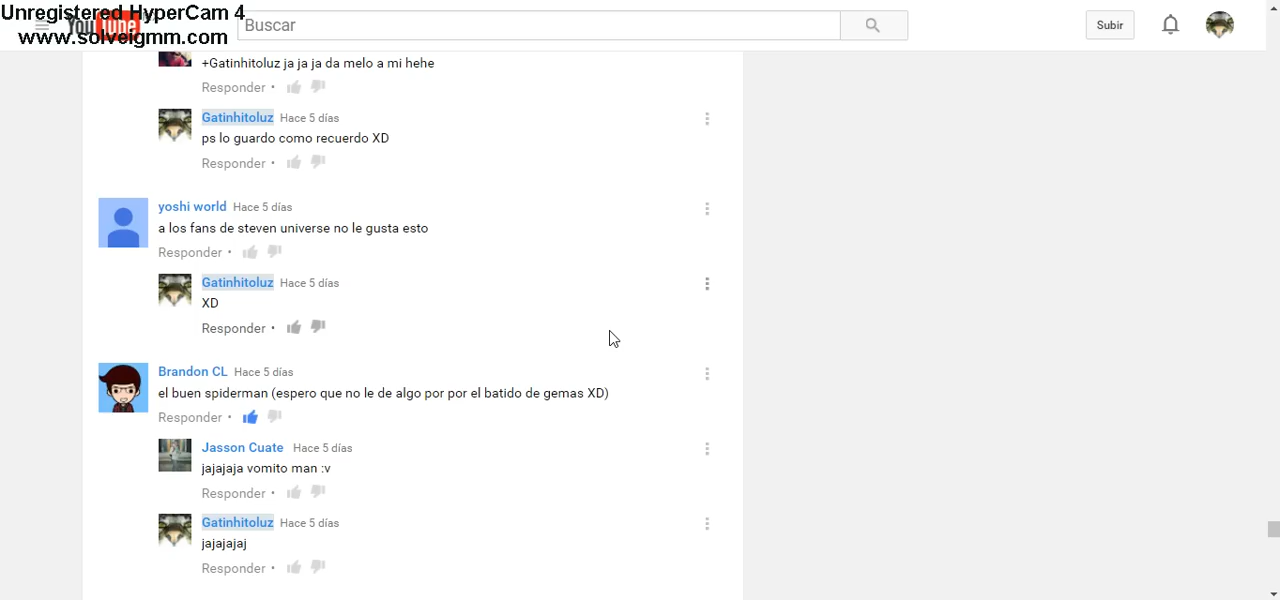 Unregistered HyperCam 4
www.solveigmm.com
YouTube
Buscar
Subir
+Gatinhitoluz ja ja ja da melo a mi hehe
Responder •
Gatinhitoluz Hace 5 días
ps lo guardo como recuerdo XD
Responder •
yoshi world Hace 5 días
a los fans de steven universe no le gusta esto
Responder •
Gatinhitoluz Hace 5 días
XD
Responder •
Brandon CL Hace 5 días
el buen spiderman (espero que no le de algo por por el batido de gemas XD)
Responder •
Jasson Cuate Hace 5 días
jajajaja vomito man :v
Responder •
Gatinhitoluz Hace 5 días
jajajajaj
Responder •